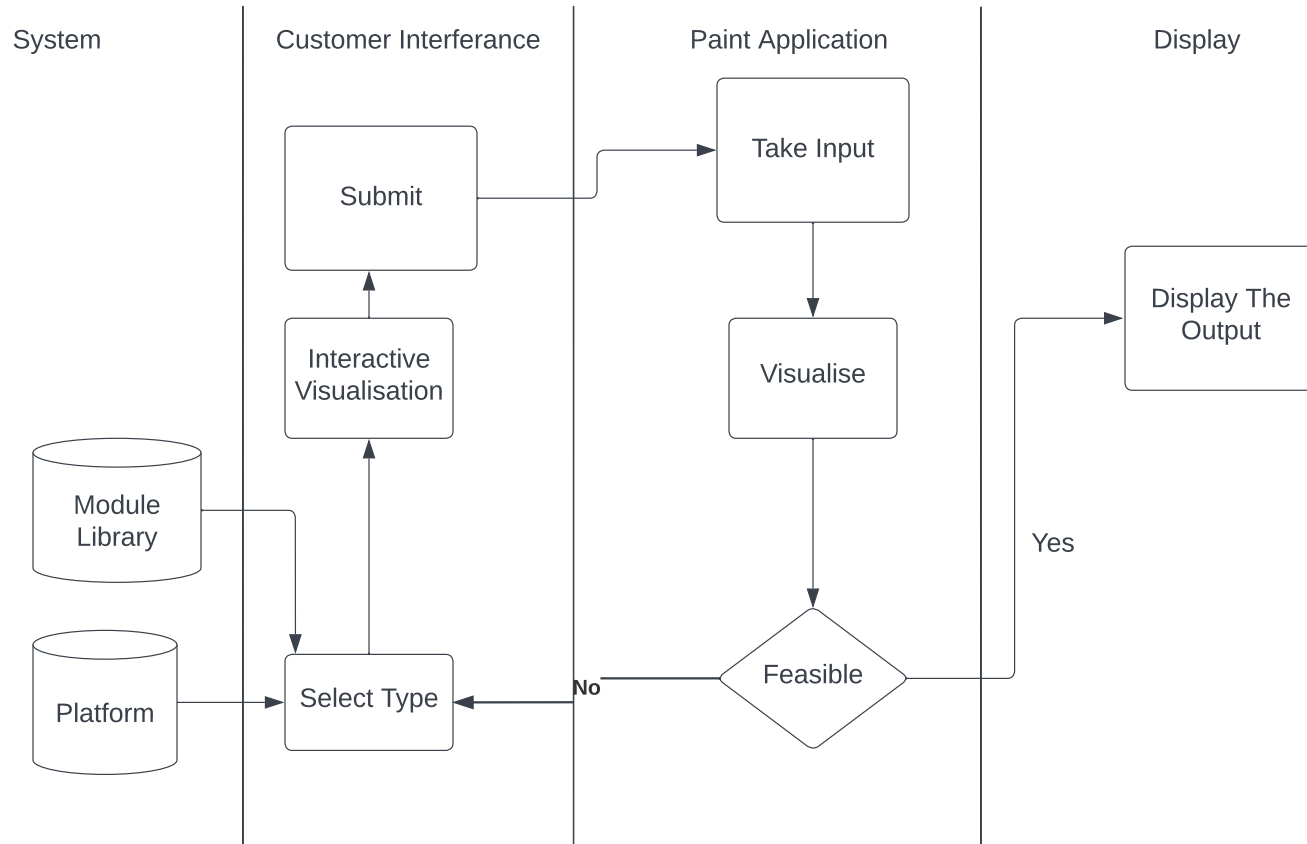 System
Customer Interferance
Paint Application
Display
Submit
Take Input
Interactive
Visualisation
Visualise
Display The
Output
Module
Library
Yes
Platform
Select Type
No
Feasible